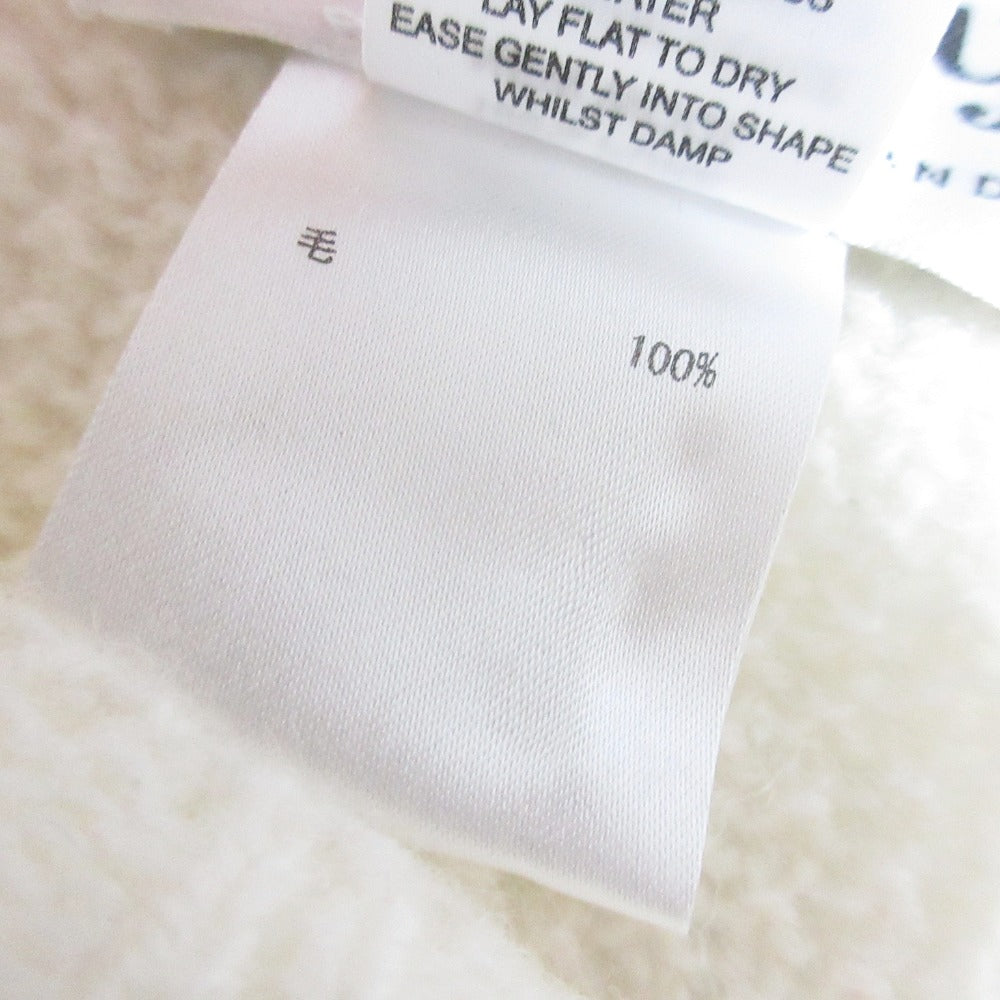 LAY FLAT TO DRY
EASE GENTLY INTO SHAPE
WHILST DAMP
毛
100%